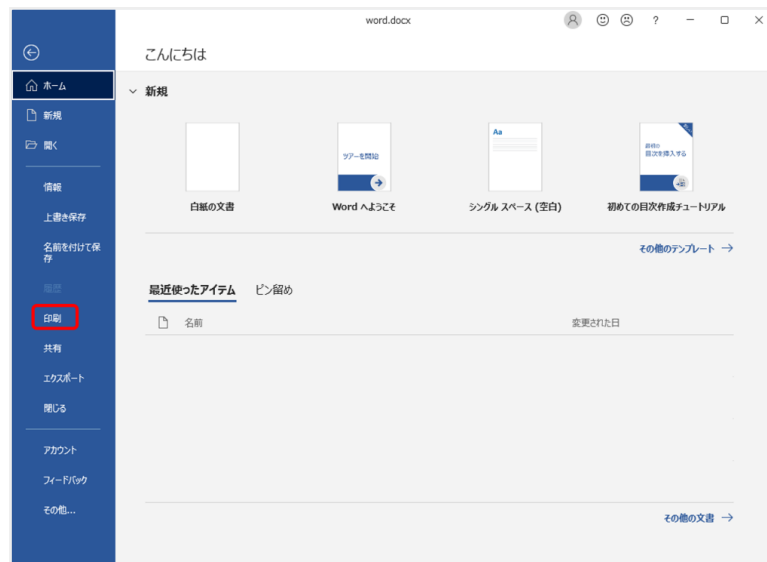 word.docx
?
こんにちは
ホーム
新規
開く
情報
上書き保存
名前を付けて保
存
履歴
印刷
共有
エクスポート
閉じる
アカウント
フィードバック
その他...
新規
白紙の文書
ツアーを開始
Word へようこそ
Aa
シングル スペース (空白)
最初の
目次を挿入する
初めての目次作成チュートリアル
その他のテンプレート →
最近使ったアイテム
ピン留め
名前
変更された日
その他の文書 →